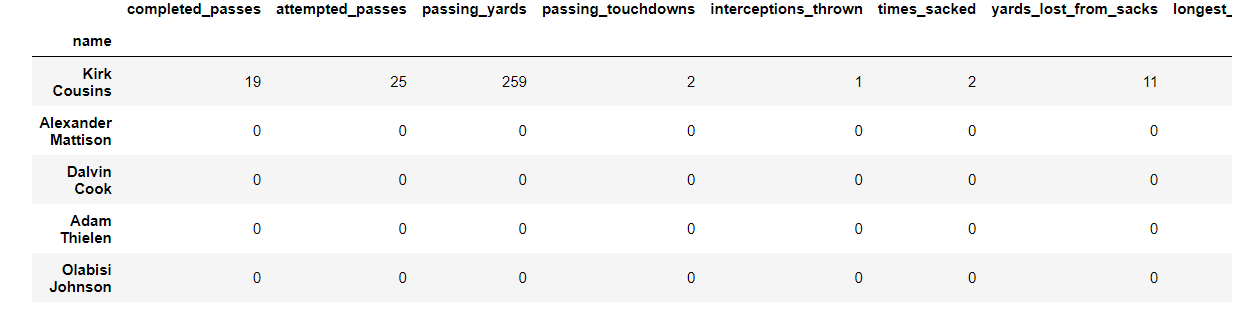 completed_passes attempted_passes passing_yards passing_touchdowns interceptions_thrown times_sacked yards_lost_from_sacks longest_
name
Kirk
Cousins 19 25 259 2 1 2 11
Alexander
Mattison 0 0 0 0 0 0 0
Dalvin
Cook 0 0 0 0 0 0 0
Adam
Thielen 0 0 0 0 0 0 0
Olabisi
Johnson 0 0 0 0 0 0 0